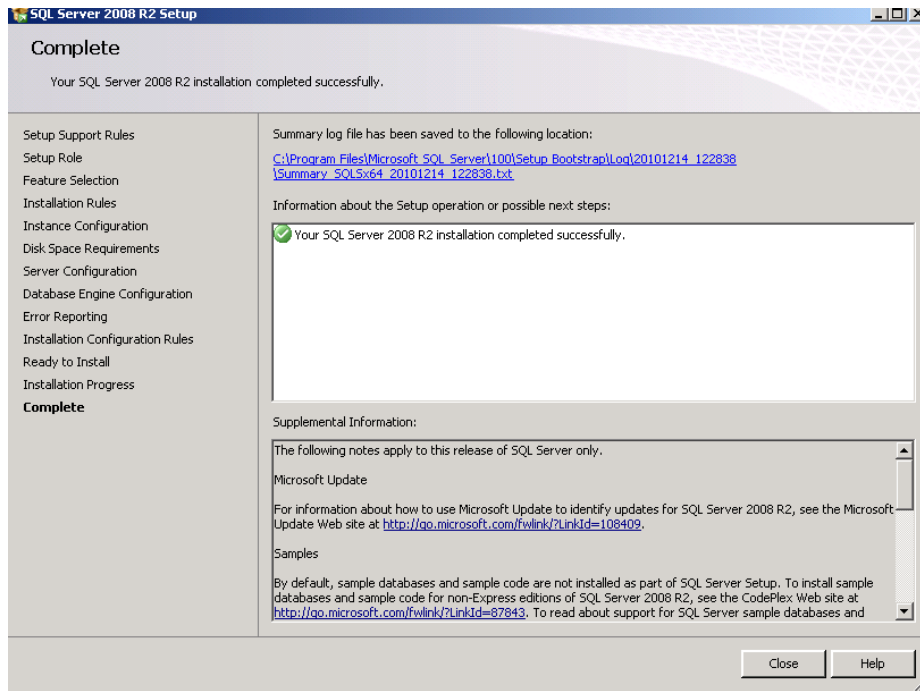 SQL Server 2008 R2 Setup
Complete
Your SQL Server 2008 R2 installation completed successfully.
Setup Support Rules
Setup Role
Feature Selection
Installation Rules
Instance Configuration
Disk Space Requirements
Server Configuration
Database Engine Configuration
Error Reporting
Installation Configuration Rules
Ready to Install
Installation Progress
Complete
Summary log file has been saved to the following location:
C:\Program Files\Microsoft SQL Server\100\Setup Bootstrap\Log\20101214_122838
\Summary_SQLSx64_20101214_122838.txt
Information about the Setup operation or possible next steps:
Your SQL Server 2008 R2 installation completed successfully.
Supplemental Information:
The following notes apply to this release of SQL Server only.
Microsoft Update
For information about how to use Microsoft Update to identify updates for SQL Server 2008 R2, see the Microsoft
Update Web site at http://go.microsoft.com/fwlink/?LinkId=108409.
Samples
By default, sample databases and sample code are not installed as part of SQL Server Setup. To install sample
databases and sample code for non-Express editions of SQL Server 2008 R2, see the CodePlex Web site at
http://go.microsoft.com/fwlink/?LinkId=87843. To read about support for SQL Server sample databases and
Close
Help